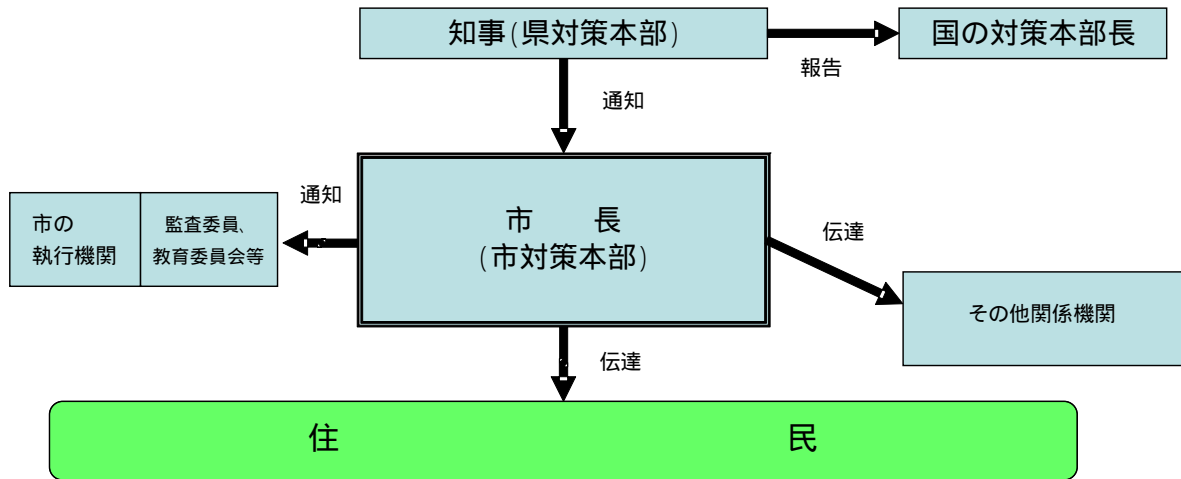 知事(県対策本部)
国の対策本部長
報告
通知
通知
市の
執行機関
監査委員、
教育委員会等
市　　長
(市対策本部)
伝達
その他関係機関
伝達
住　　民